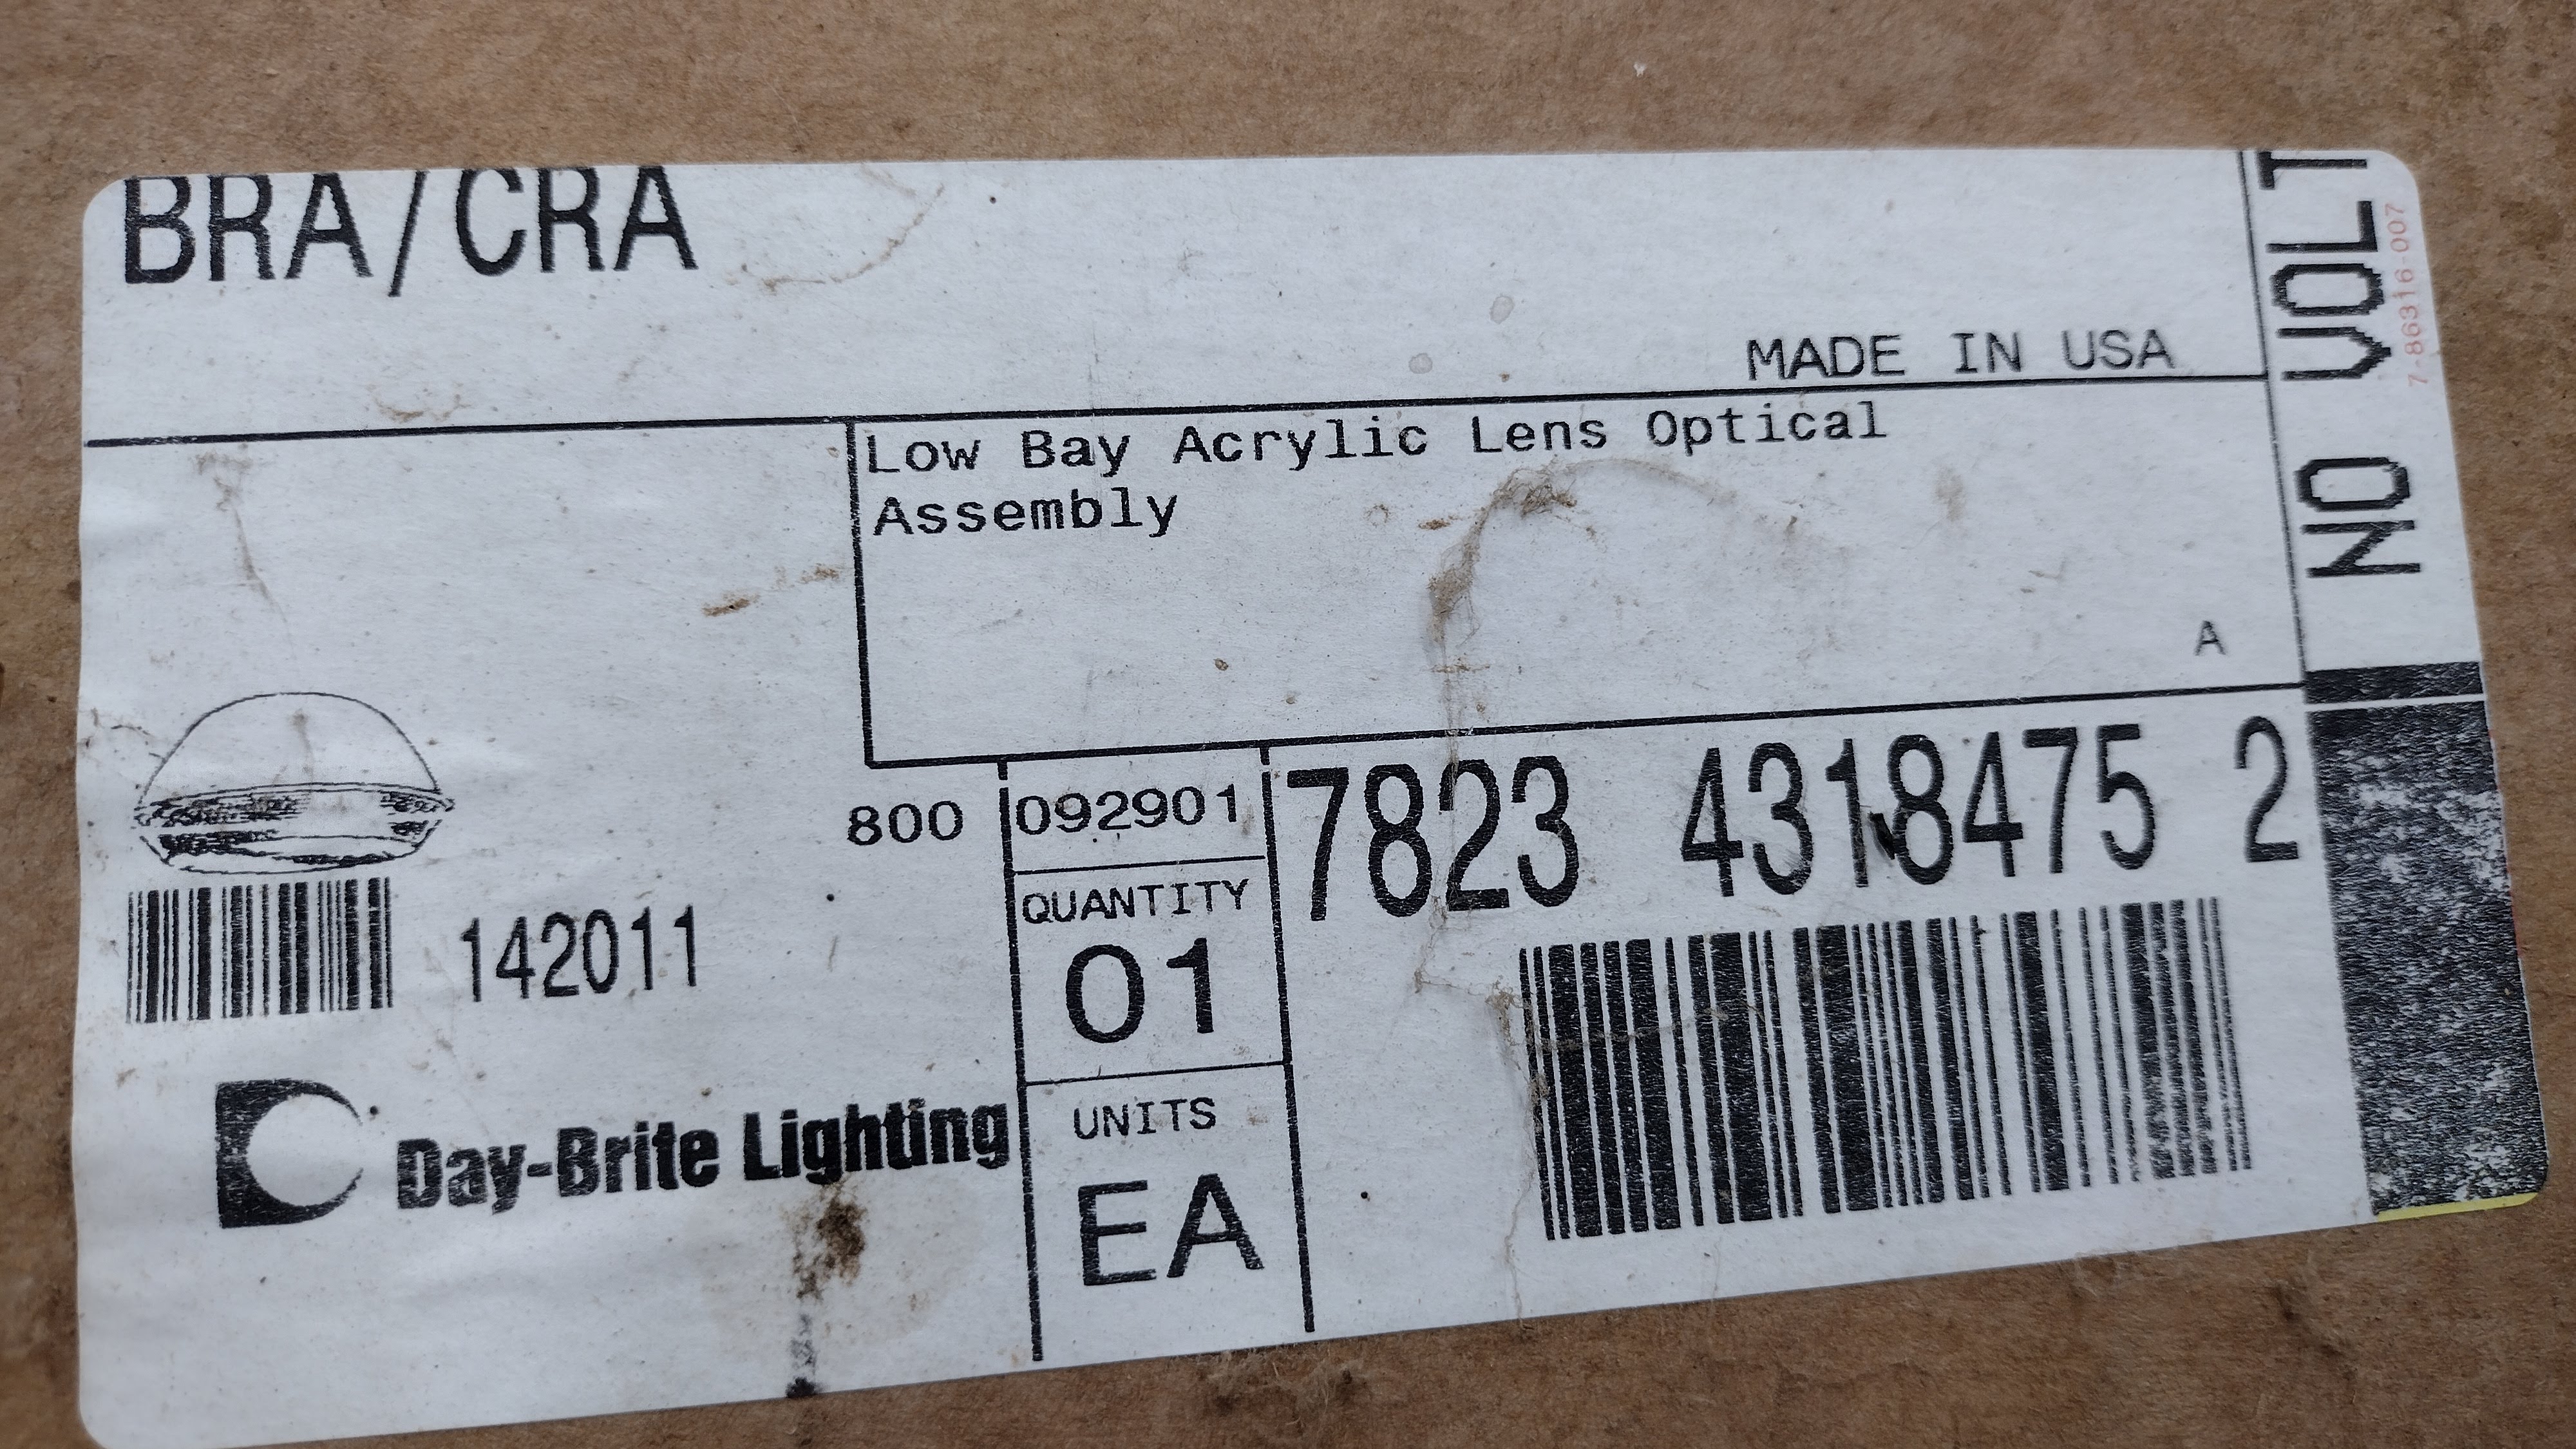 BRA/CRA
MADE IN USA
NO VOLT
7-86316-007
Low Bay Acrylic Lens Optical
Assembly
A
800
092901
7823 4318475 2
QUANTITY
01
142011
Day-Brite Lighting
UNITS
EA